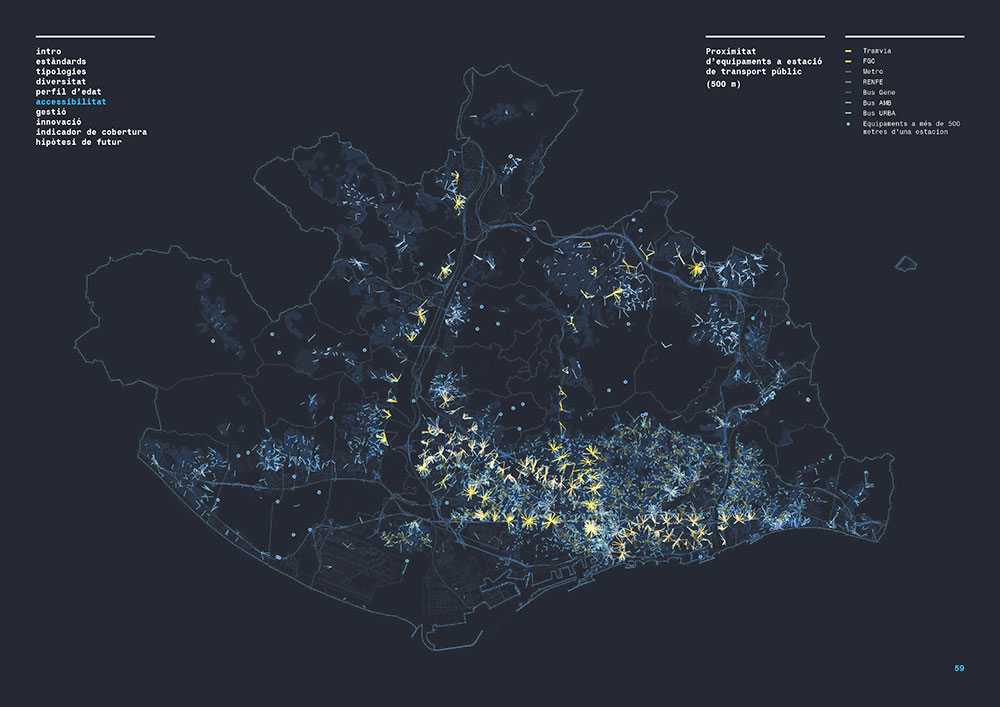 intro
estàndards
tipologies
diversitat
perfil d'edat
accessibilitat
gestió
innovació
indicador de cobertura
hipòtesi de futur
Proximitat
d'equipaments a estació
de transport públic
(500 m)
Tramvia
FGC
Metro
RENFE
Bus Gene
Bus AMB
Bus URBA
Equipaments a més de 500
metres d'una estacion
59